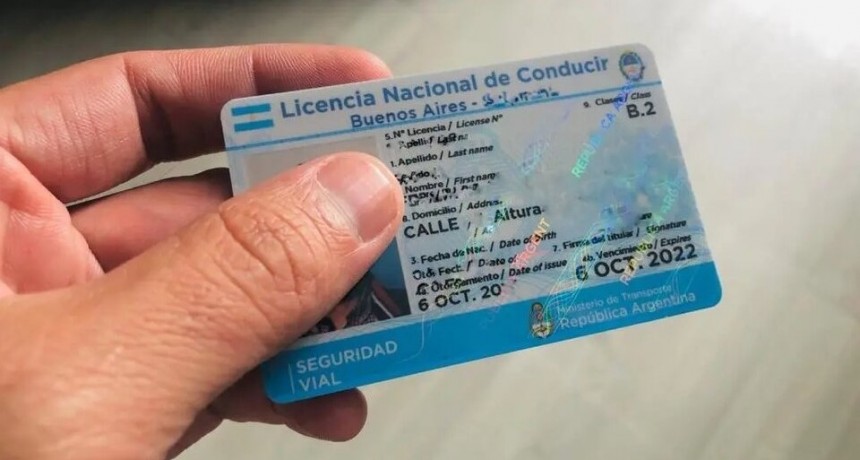 Licencia Nacional de Conducir
Buenos Aires -
9. Clase / Class
B.2
5. N° Licencia / License N°
1. Apellido / Last name
Nombre / First name
Domicilio /
CALLE Altura.
3. Fecha de Nac. / Date of Birth
7. Firma del titular / Signature
Otorgamiento / Date of issue
4b. Vencimiento / Expires
6 OCT. 20
6 OCT. 2022
SEGURIDAD
VIAL
Ministerio de Transporte
República Argentina